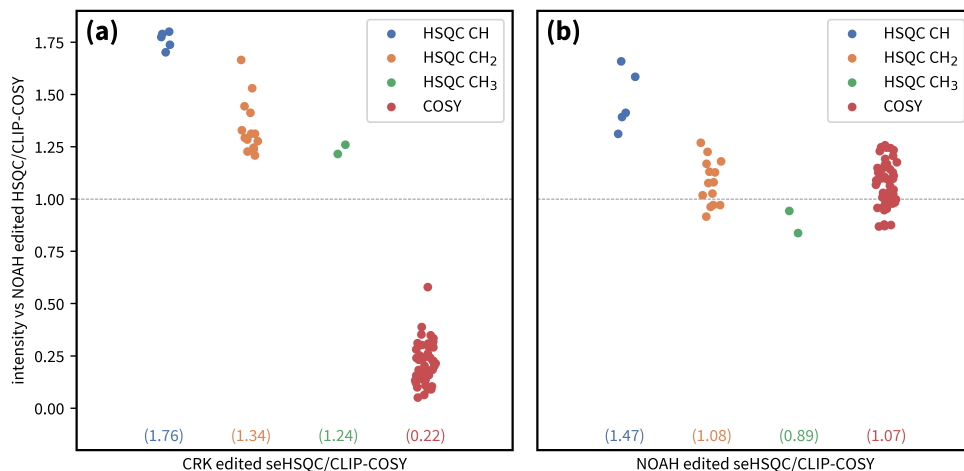 (a)
HSQC CH
HSQC CH₂
HSQC CH₃
COSY
(b)
HSQC CH
HSQC CH₂
HSQC CH₃
COSY
intensity vs NOAH edited HSQC/CLIP-COSY
1.75
1.50
1.25
1.00
0.75
0.50
0.25
0.00
(1.76) (1.34) (1.24) (0.22)
(1.47) (1.08) (0.89) (1.07)
CRK edited seHSQC/CLIP-COSY
NOAH edited seHSQC/CLIP-COSY